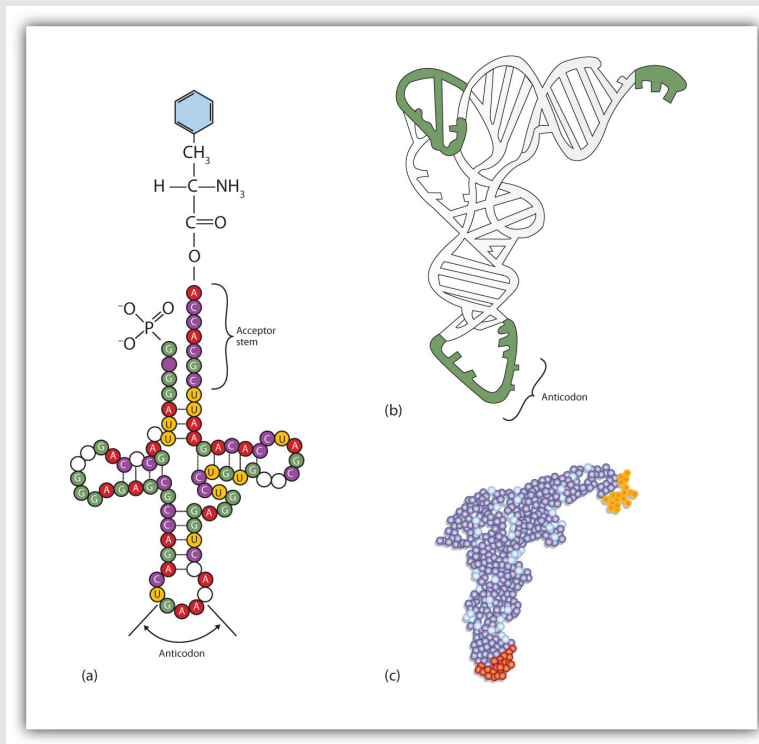 CH₃
H —C—NH₃
C=O
O
⁻O O
P
⁻O
Acceptor
stem
A
C
C
A
G C
G
G C
G U
A U
U A
U A
A
G A C C G
G A C A C C U A G C
G G G A G A G C
C U G U G
C U G
G G A G
C G
C U
A C
G
A
C A
U
G A A
Anticodon
(a)
Anticodon
(b)
(c)